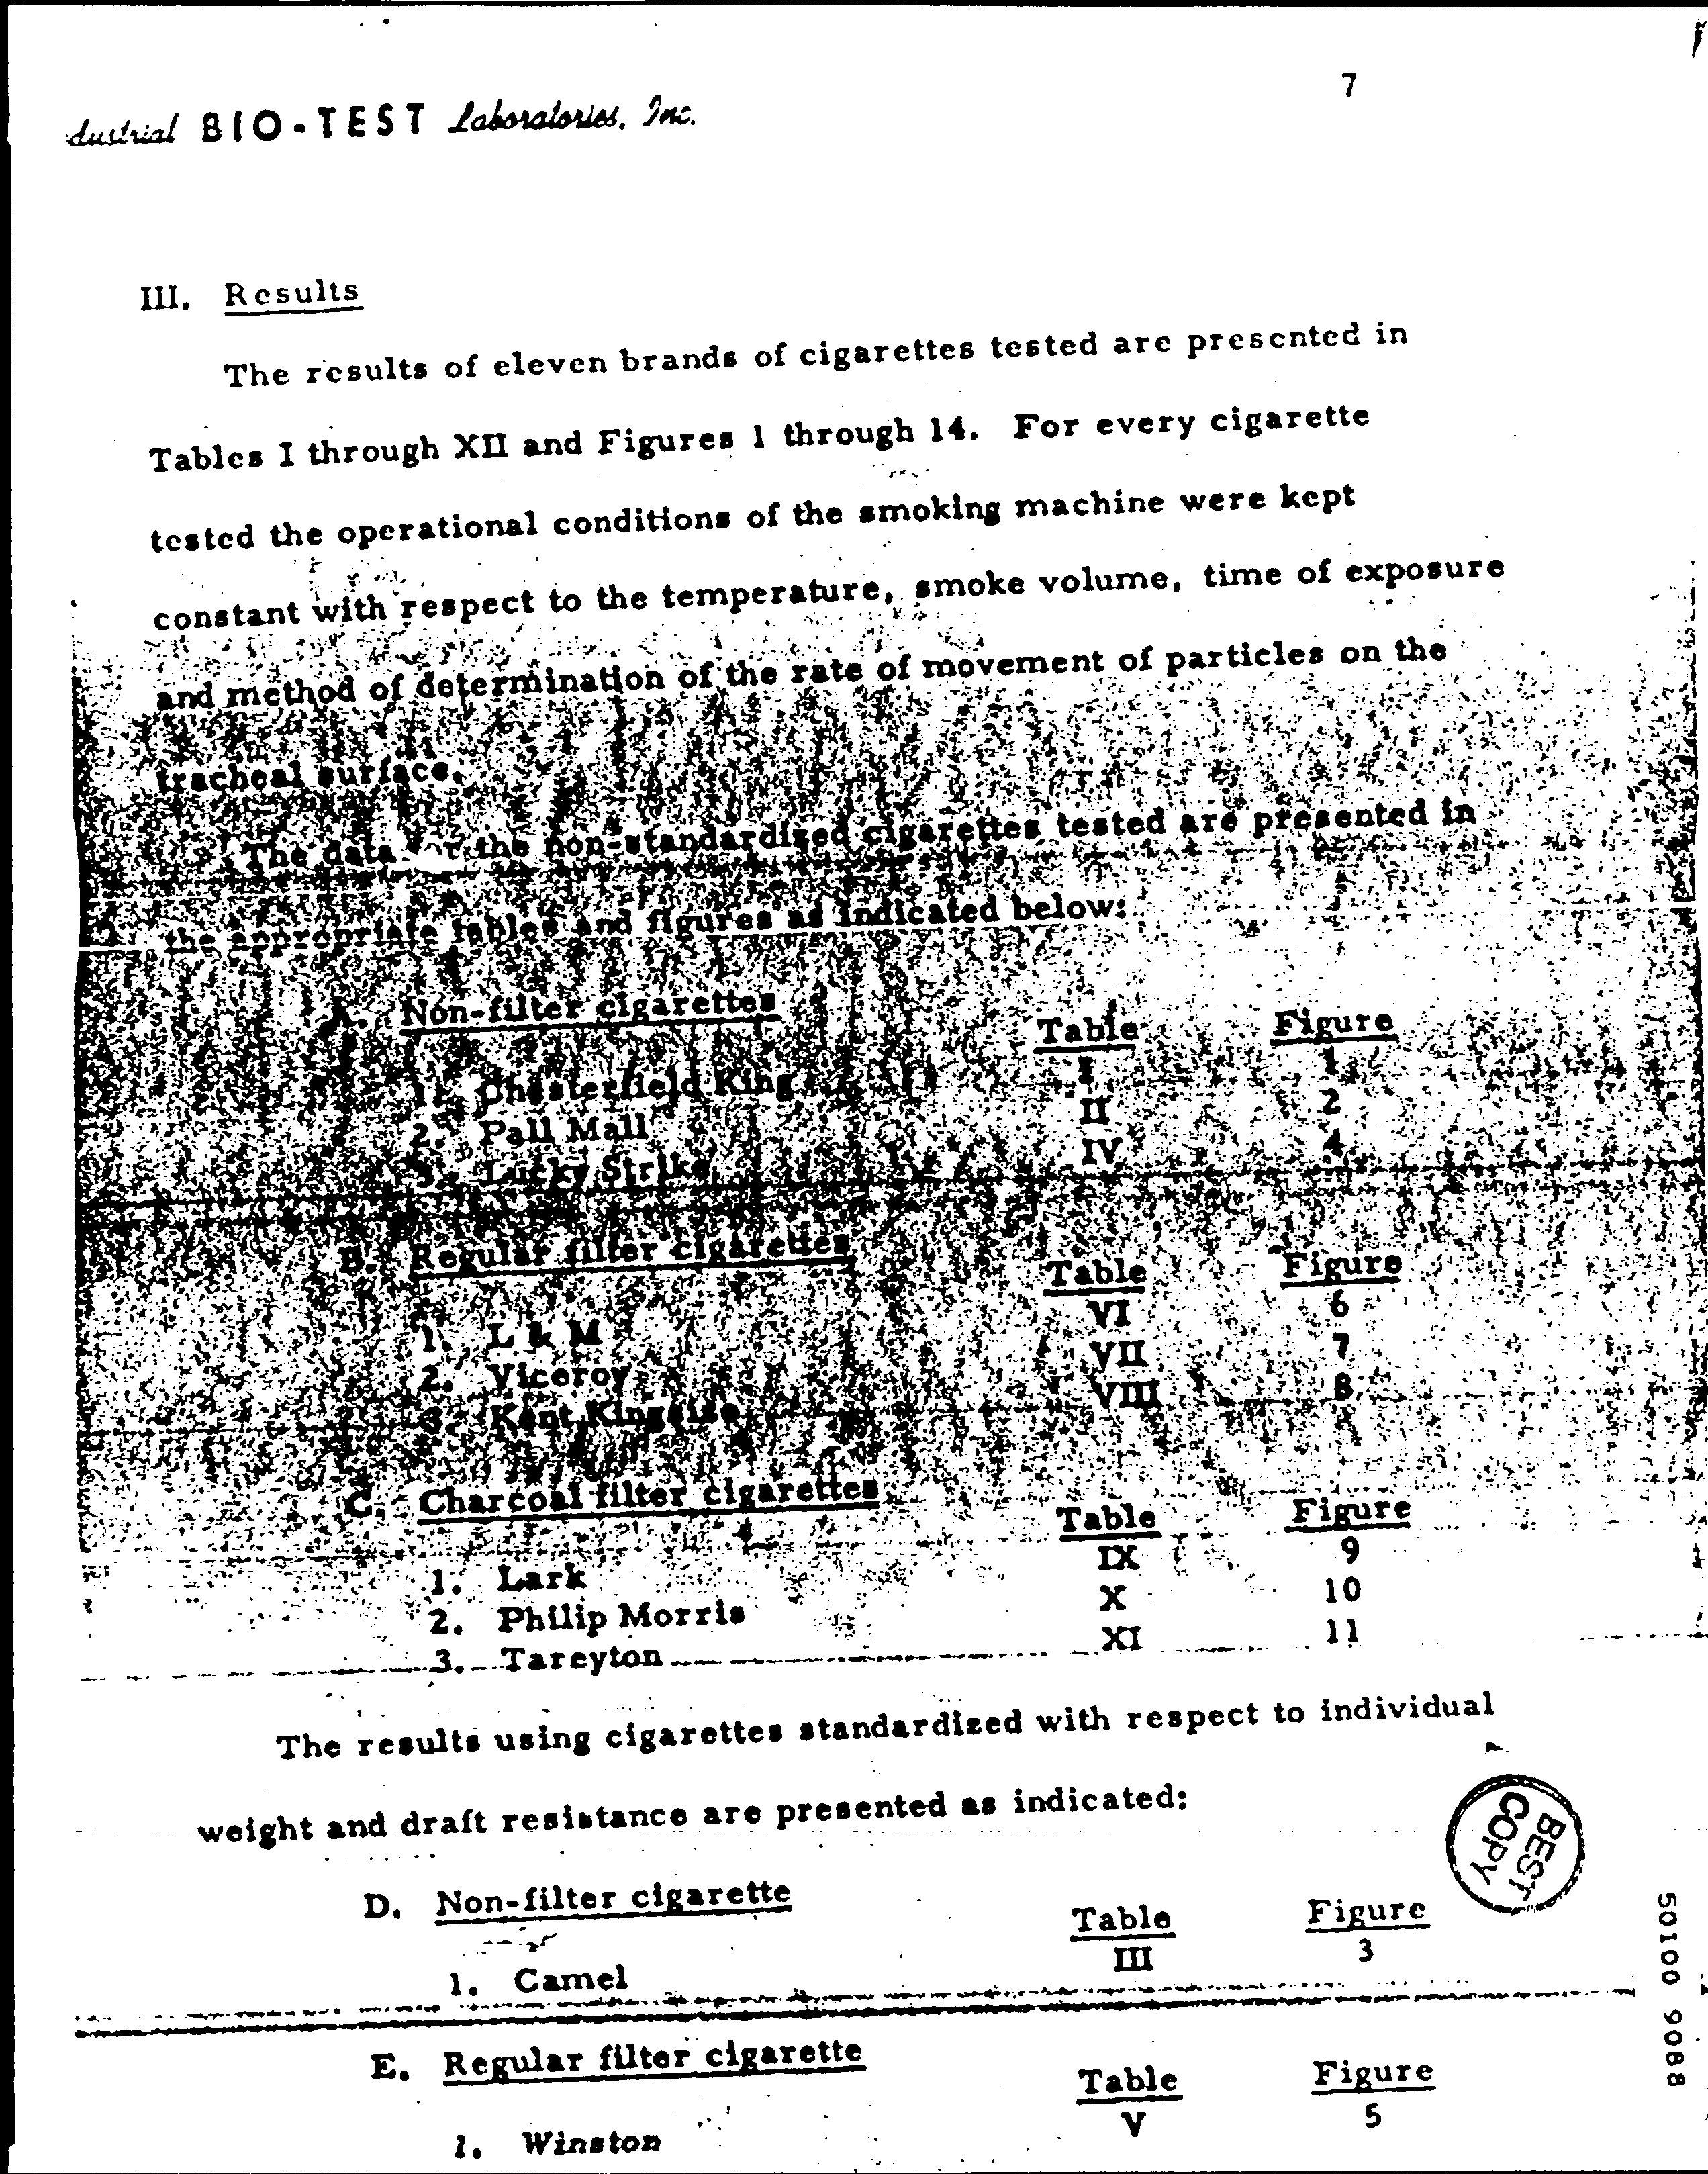 7
dustrial BIO-TEST Laboratories, Inc.
III. Results
The results of eleven brands of cigarettes tested are presented in
Tables I through XII and Figures 1 through 14. For every cigarette
tested the operational conditions of the smoking machine were kept
constant with respect to the temperature, smoke volume, time of exposure
and method of determination of the rate of movement of particles on the
tracheal surface.
The data the non-standardized cigarettes tested are presented in
the appropriate tables and figures as indicated below:
A. Non-filter cigarettes Table Figure
1. Chesterfield King I 1
2. Pall Mall II 2
3. Lucky Strike IV 4
B. Regular filter cigarettes Table Figure
1. L & M VI 6
2. Viceroy VII 7
3. Kent Kingsize VIII 8
C. Charcoal filter cigarettes Table Figure
1. Lark IX 9
2. Philip Morris X 10
3. Tareyton XI 11
The results using cigarettes standardized with respect to individual
weight and draft resistance are presented as indicated:
BEST
COPY
D. Non-filter cigarette Table Figure
1. Camel III 3
E. Regular filter cigarette Table Figure
1. Winston V 5
50100 9088